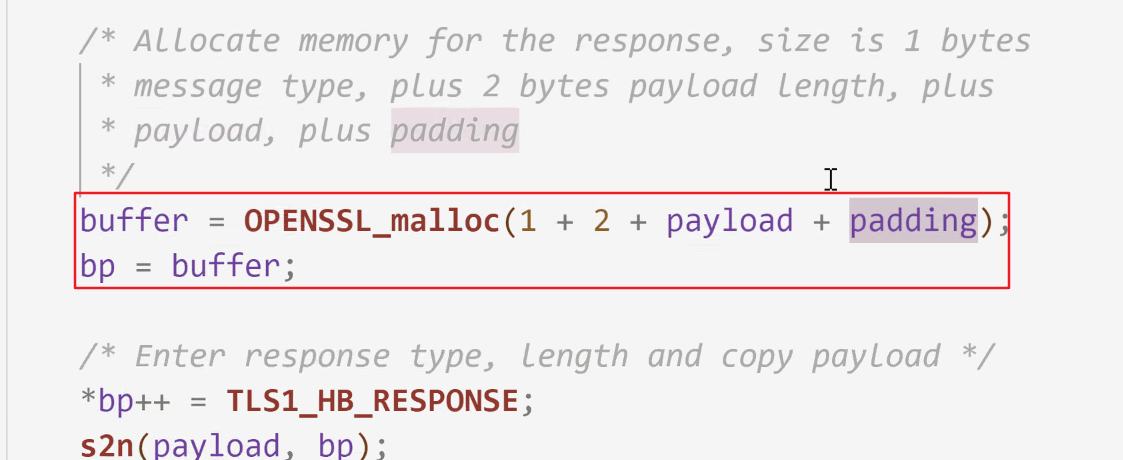 /* Allocate memory for the response, size is 1 bytes
* message type, plus 2 bytes payload length, plus
* payload, plus padding
*/
buffer = OPENSSL_malloc(1 + 2 + payload + padding);
bp = buffer;
/* Enter response type, length and copy payload */
*bp++ = TLS1_HB_RESPONSE;
s2n(payload, bp);